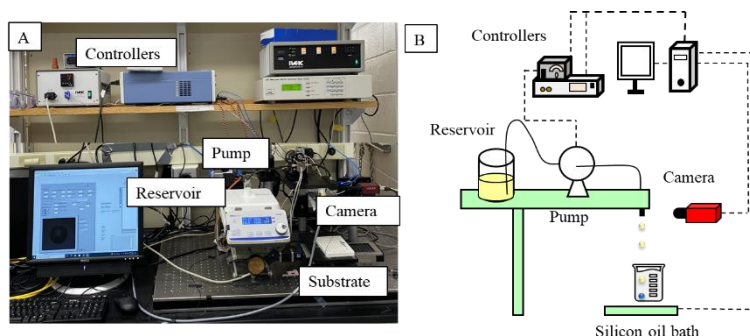 A
Controllers
Pump
Reservoir
Camera
Substrate
B
Controllers
Reservoir
Camera
Pump
Silicon oil bath